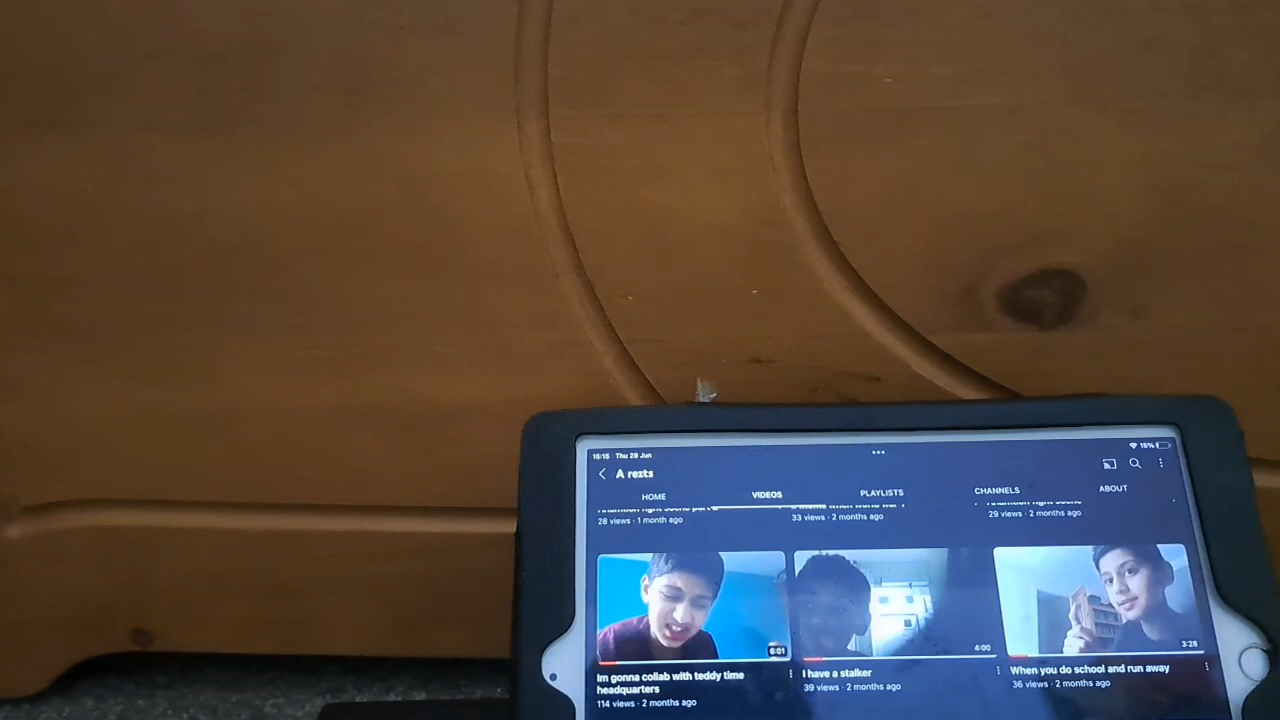 15:15 Thu 29 Jun
15%
A rezts
HOME VIDEOS PLAYLISTS CHANNELS ABOUT
28 views · 1 month ago
33 views · 2 months ago
29 views · 2 months ago
6:01
4:00
3:28
Im gonna collab with teddy time
headquarters
114 views · 2 months ago
I have a stalker
39 views · 2 months ago
When you do school and run away
36 views · 2 months ago